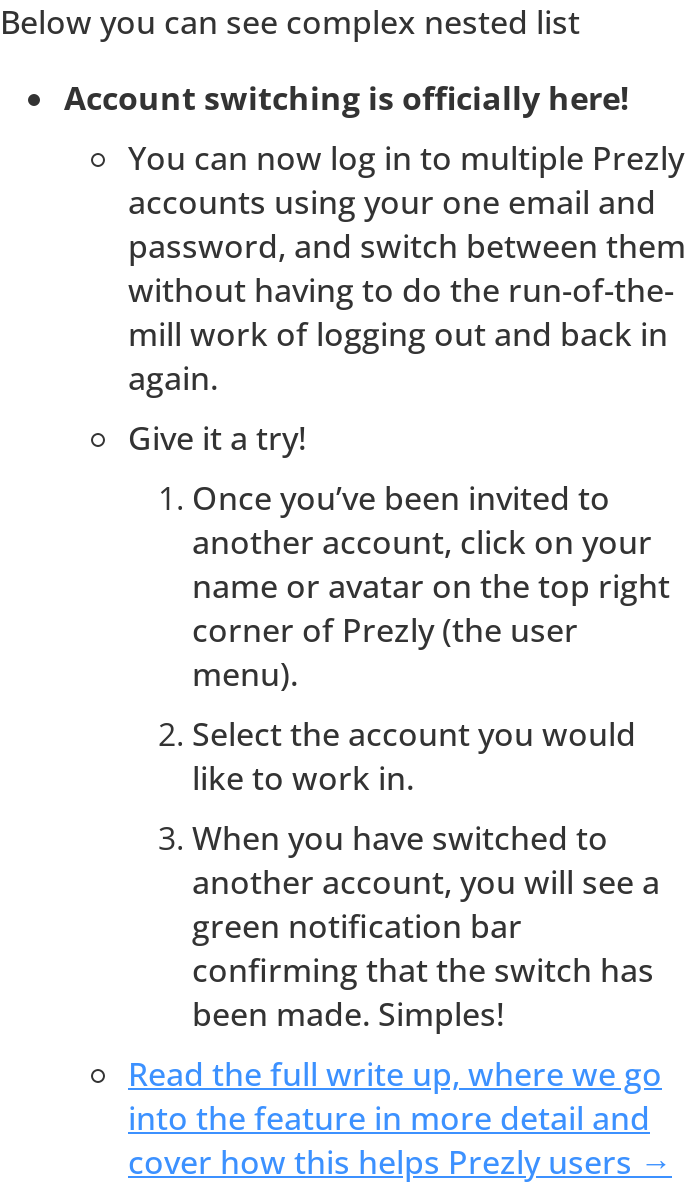 Below you can see complex nested list
• Account switching is officially here!
◦ You can now log in to multiple Prezly
accounts using your one email and
password, and switch between them
without having to do the run-of-the-
mill work of logging out and back in
again.
◦ Give it a try!
1. Once you’ve been invited to
another account, click on your
name or avatar on the top right
corner of Prezly (the user
menu).
2. Select the account you would
like to work in.
3. When you have switched to
another account, you will see a
green notification bar
confirming that the switch has
been made. Simples!
◦ Read the full write up, where we go
into the feature in more detail and
cover how this helps Prezly users →